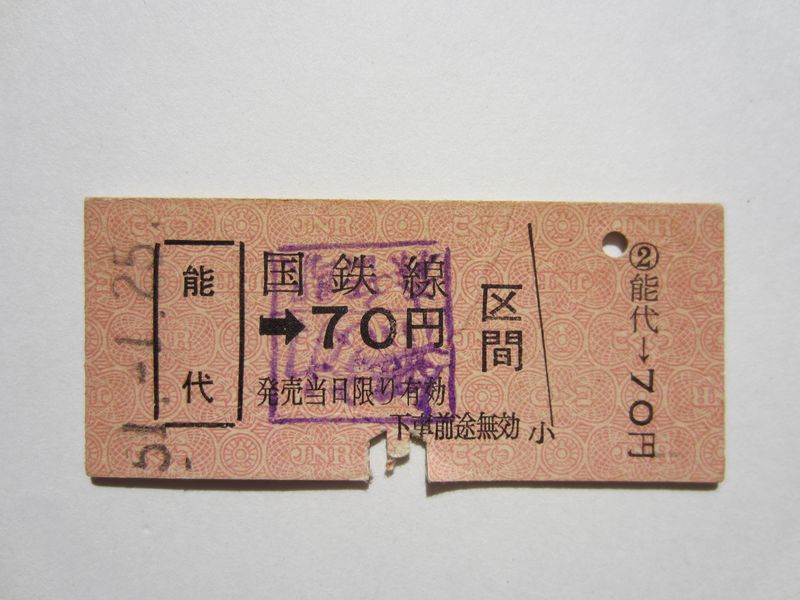 51.-1.25.
能代
国鉄線
➡70円
区間
発売当日限り有効
下車前途無効
小
②能代→70円